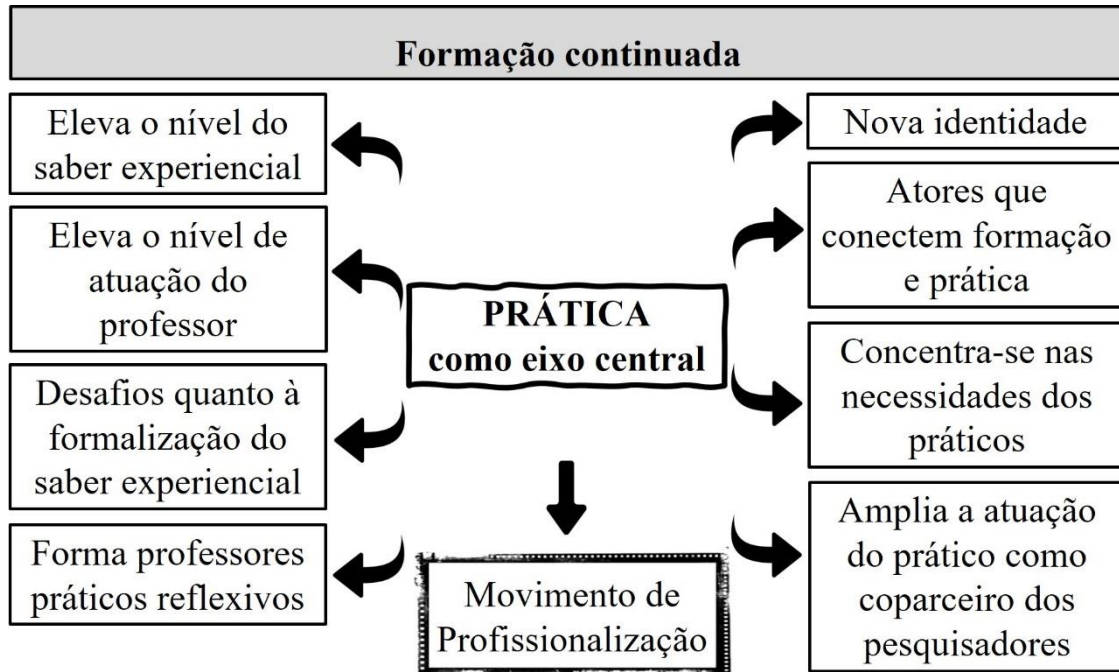 Formação continuada
Eleva o nível do
saber experiencial
Eleva o nível de
atuação do
professor
Desafios quanto à
formalização do
saber experiencial
Forma professores
práticos reflexivos
PRÁTICA
como eixo central
Movimento de
Profissionalização
Nova identidade
Atores que
conectem formação
e prática
Concentra-se nas
necessidades dos
práticos
Amplia a atuação
do prático como
coparceiro dos
pesquisadores